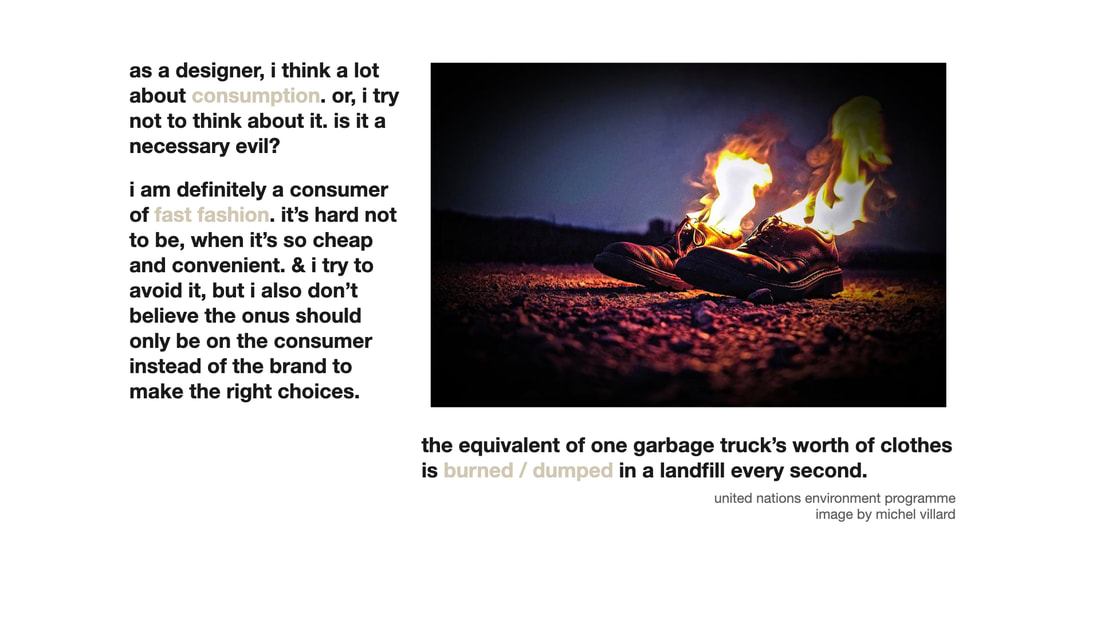 as a designer, i think a lot
about consumption. or, i try
not to think about it. is it a
necessary evil?
i am definitely a consumer
of fast fashion. it’s hard not
to be, when it’s so cheap
and convenient. & i try to
avoid it, but i also don’t
believe the onus should
only be on the consumer
instead of the brand to
make the right choices.
the equivalent of one garbage truck’s worth of clothes
is burned / dumped in a landfill every second.
united nations environment programme
image by michel villard